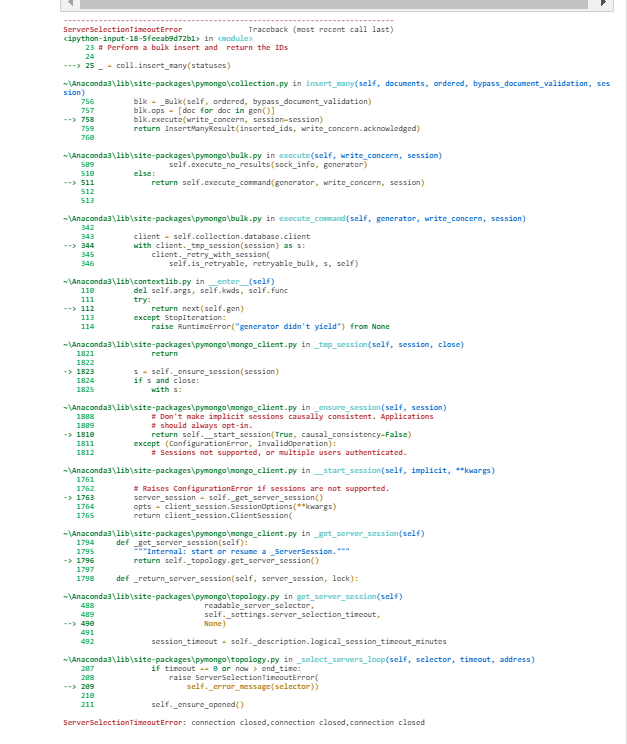 ---------------------------------------------------------------------------
ServerSelectionTimeoutError Traceback (most recent call last)
<ipython-input-18-5feeab9d72b1> in <module>
23 # Perform a bulk insert and return the IDs
24
---> 25 _ = coll.insert_many(statuses)
~\Anaconda3\lib\site-packages\pymongo\collection.py in insert_many(self, documents, ordered, bypass_document_validation, ses
sion)
756 blk = _Bulk(self, ordered, bypass_document_validation)
757 blk.ops = [doc for doc in gen()]
--> 758 blk.execute(write_concern, session=session)
759 return InsertManyResult(inserted_ids, write_concern.acknowledged)
760
~\Anaconda3\lib\site-packages\pymongo\bulk.py in execute(self, write_concern, session)
509 self.execute_no_results(sock_info, generator)
510 else:
--> 511 return self.execute_command(generator, write_concern, session)
512
513
~\Anaconda3\lib\site-packages\pymongo\bulk.py in execute_command(self, generator, write_concern, session)
342
343 client = self.collection.database.client
--> 344 with client._tmp_session(session) as s:
345 client._retry_with_session(
346 self.is_retryable, retryable_bulk, s, self)
~\Anaconda3\lib\contextlib.py in __enter__(self)
110 del self.args, self.kwds, self.func
111 try:
--> 112 return next(self.gen)
113 except StopIteration:
114 raise RuntimeError("generator didn't yield") from None
~\Anaconda3\lib\site-packages\pymongo\mongo_client.py in _tmp_session(self, session, close)
1821 return
1822
-> 1823 s = self._ensure_session(session)
1824 if s and close:
1825 with s:
~\Anaconda3\lib\site-packages\pymongo\mongo_client.py in _ensure_session(self, session)
1808 # Don't make implicit sessions causally consistent. Applications
1809 # should always opt-in.
-> 1810 return self.__start_session(True, causal_consistency=False)
1811 except (ConfigurationError, InvalidOperation):
1812 # Sessions not supported, or multiple users authenticated.
~\Anaconda3\lib\site-packages\pymongo\mongo_client.py in __start_session(self, implicit, **kwargs)
1761
1762 # Raises ConfigurationError if sessions are not supported.
-> 1763 server_session = self._get_server_session()
1764 opts = client_session.SessionOptions(**kwargs)
1765 return client_session.ClientSession(
~\Anaconda3\lib\site-packages\pymongo\mongo_client.py in _get_server_session(self)
1794 def _get_server_session(self):
1795 """Internal: start or resume a _ServerSession."""
-> 1796 return self._topology.get_server_session()
1797
1798 def _return_server_session(self, server_session, lock):
~\Anaconda3\lib\site-packages\pymongo\topology.py in get_server_session(self)
488 readable_server_selector,
489 self._settings.server_selection_timeout,
--> 490 None)
491
492 session_timeout = self._description.logical_session_timeout_minutes
~\Anaconda3\lib\site-packages\pymongo\topology.py in _select_servers_loop(self, selector, timeout, address)
207 if timeout == 0 or now > end_time:
208 raise ServerSelectionTimeoutError(
--> 209 self._error_message(selector))
210
211 self._ensure_opened()
ServerSelectionTimeoutError: connection closed,connection closed,connection closed